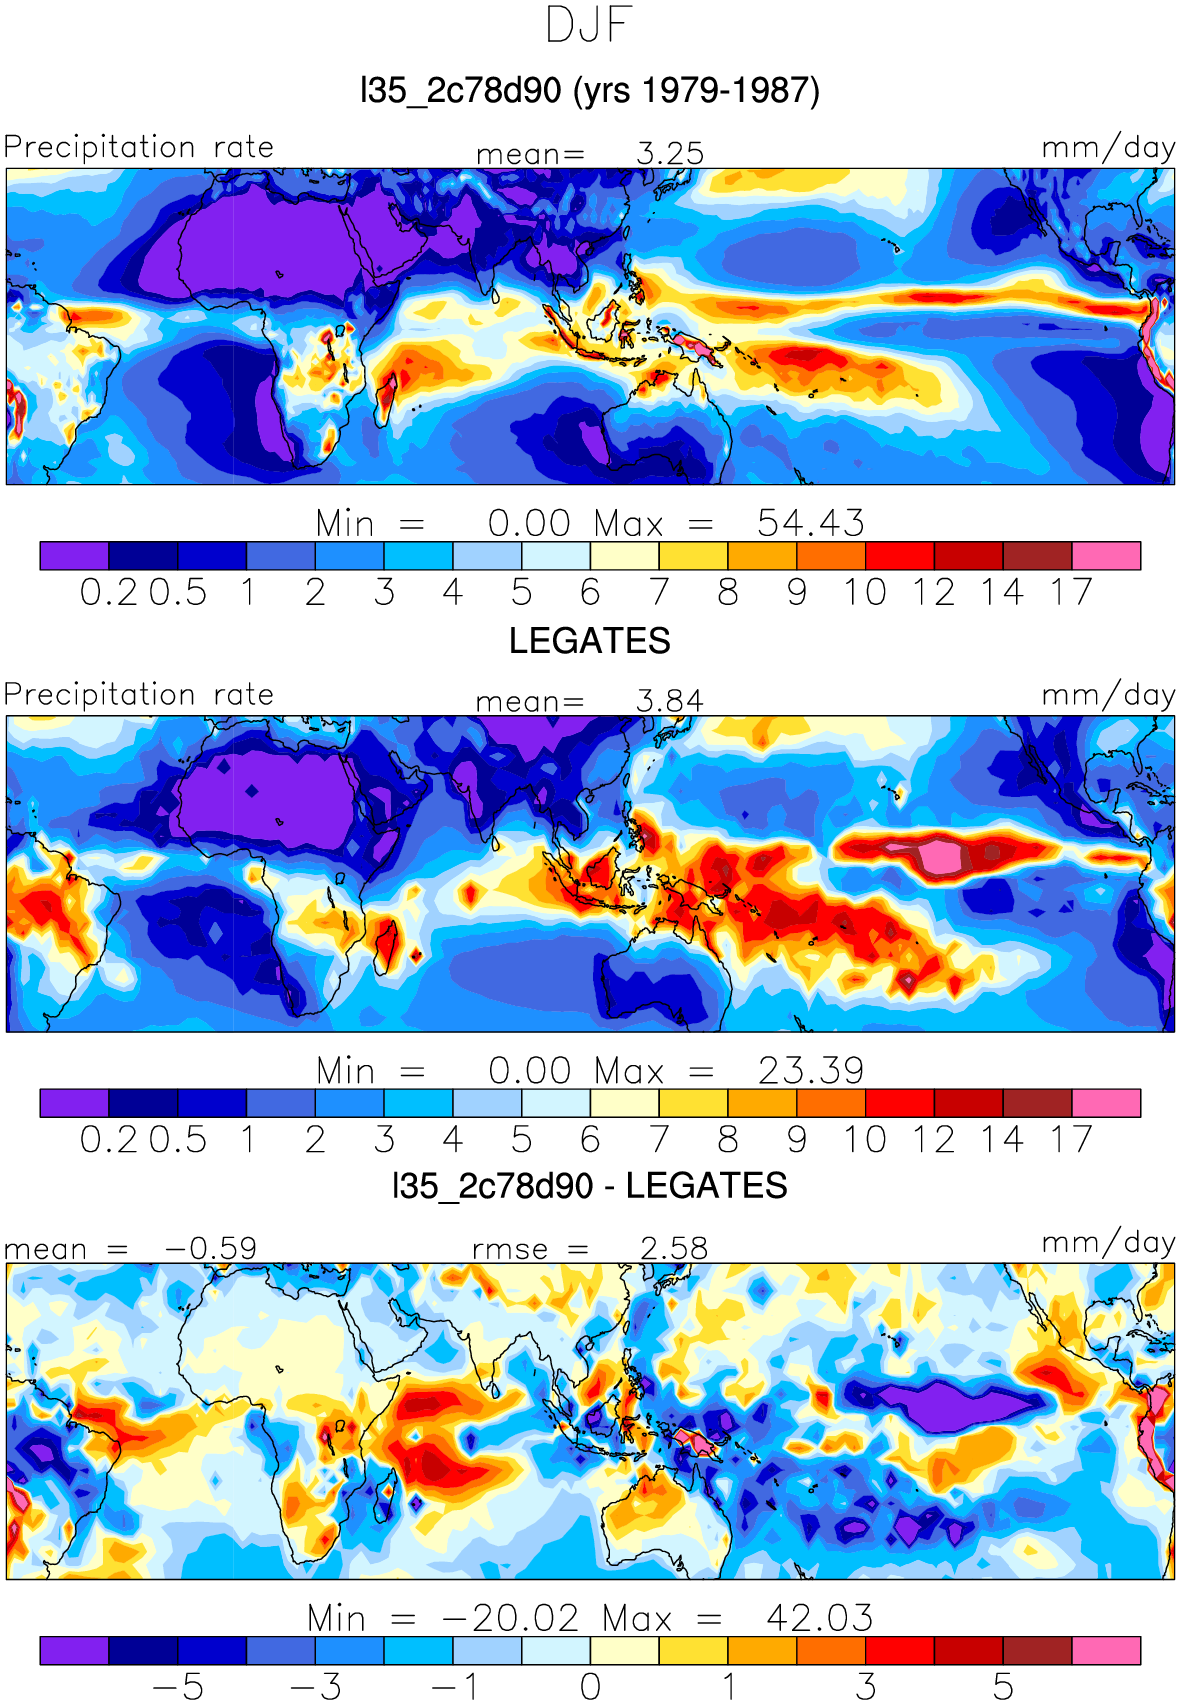 DJF
l35_2c78d90 (yrs 1979-1987)
Precipitation rate mean= 3.25 mm/day
Min = 0.00 Max = 54.43
0.2 0.5 1 2 3 4 5 6 7 8 9 10 12 14 17
LEGATES
Precipitation rate mean= 3.84 mm/day
Min = 0.00 Max = 23.39
0.2 0.5 1 2 3 4 5 6 7 8 9 10 12 14 17
l35_2c78d90 - LEGATES
mean = −0.59 rmse = 2.58 mm/day
Min = −20.02 Max = 42.03
−5 −3 −1 0 1 3 5